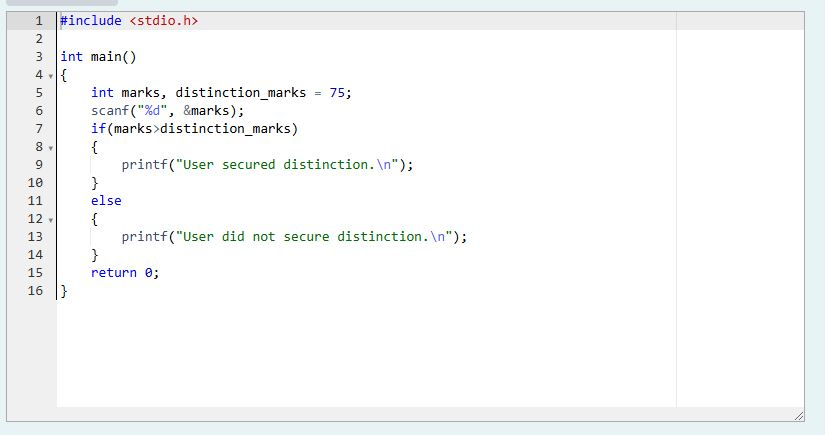 1 #include <stdio.h>
2
3 int main()
4 {
5     int marks, distinction_marks = 75;
6     scanf("%d", &marks);
7     if(marks>distinction_marks)
8     {
9         printf("User secured distinction.\n");
10     }
11     else
12     {
13         printf("User did not secure distinction.\n");
14     }
15     return 0;
16 }